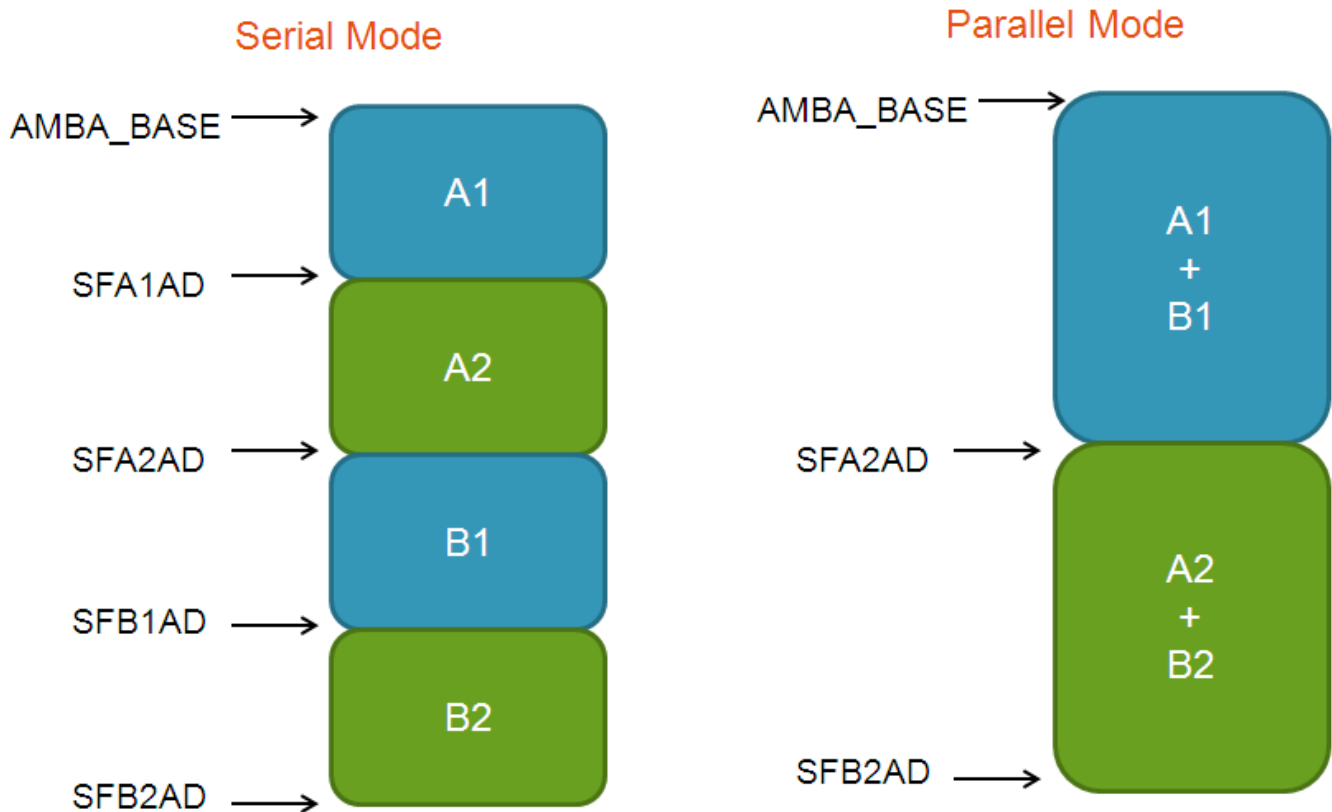 Serial Mode
AMBA_BASE
A1
SFA1AD
A2
SFA2AD
B1
SFB1AD
B2
SFB2AD
Parallel Mode
AMBA_BASE
A1
+
B1
SFA2AD
A2
+
B2
SFB2AD